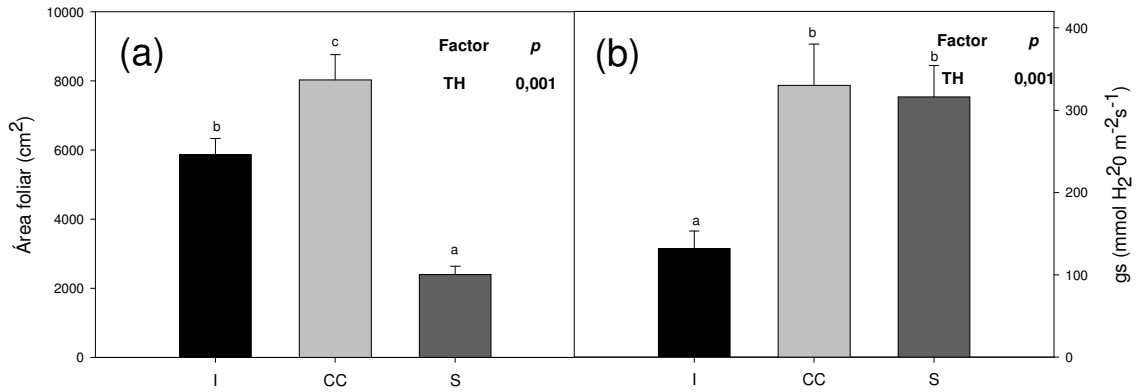 (a)
Factor p
TH 0,001
c
b
a
Área foliar (cm2)
10000
8000
6000
4000
2000
0
I CC S
(b)
Factor p
TH 0,001
b
b
a
gs (mmol H220 m-2s-1)
400
300
200
100
0
I CC S